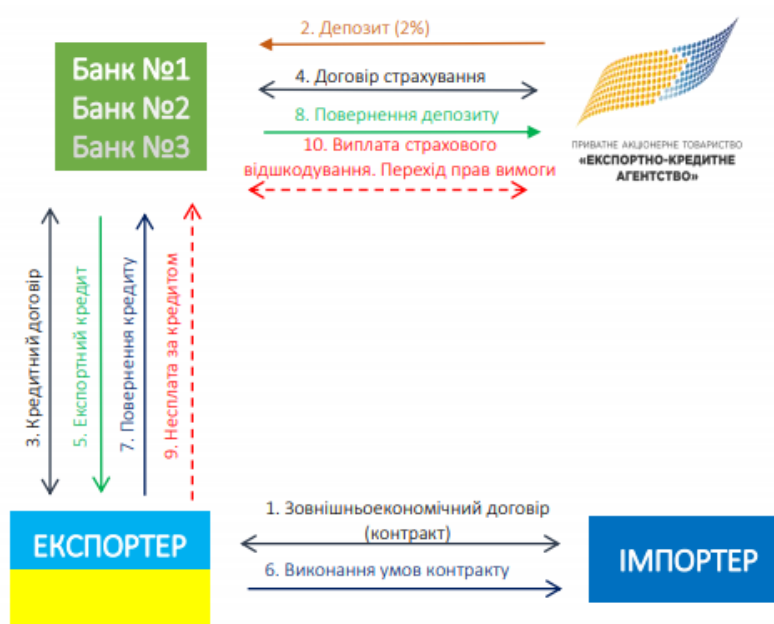 2. Депозит (2%)
Банк №1
Банк №2
Банк №3
4. Договір страхування
8. Повернення депозиту
10. Виплата страхового
відшкодування. Перехід прав вимоги
ПРИВАТНЕ АКЦІОНЕРНЕ ТОВАРИСТВО
«ЕКСПОРТНО-КРЕДИТНЕ
АГЕНТСТВО»
3. Кредитний договір
5. Експортний кредит
7. Повернення кредиту
9. Несплата за кредитом
1. Зовнішньоекономічний договір
(контракт)
6. Виконання умов контракту
ЕКСПОРТЕР
ІМПОРТЕР